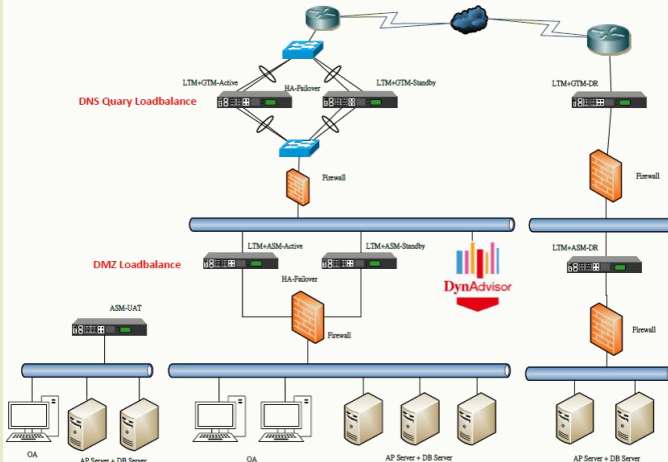 LTM+GTM-Active
HA-Failover
LTM+GTM-Standby
LTM+GTM-DR
DNS Quary Loadbalance
Firewall
Firewall
LTM+ASM-Active
LTM+ASM-Standby
LTM+ASM-DR
DMZ Loadbalance
HA-Failover
DynAdvisor
ASM-UAT
Firewall
Firewall
OA
AP Server + DB Server
OA
AP Server + DB Server
AP Server + DB Server